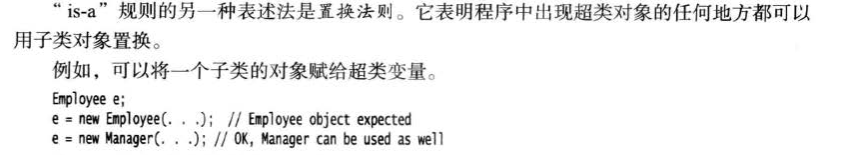 “is-a”规则的另一种表述法是置换法则。它表明程序中出现超类对象的任何地方都可以
用子类对象置换。
例如，可以将一个子类的对象赋给超类变量。
Employee e;
e = new Employee(. . .);  // Employee object expected
e = new Manager(. . .); // OK, Manager can be used as well